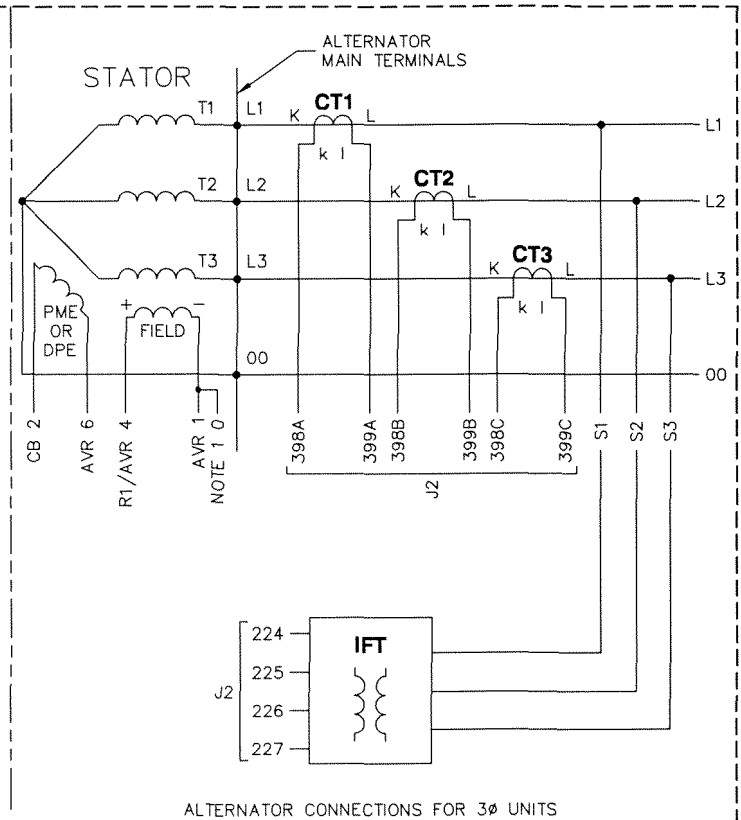 ALTERNATOR
MAIN TERMINALS
STATOR
T1 L1 K CT1 L L1
k l
T2 L2 K CT2 L L2
k l
T3 L3 K CT3 L L3
k l
PME
OR
DPE
+ −
FIELD
00 00
CB 2
AVR 6
R1/AVR 4
AVR 1
NOTE 1 0
398A
399A
398B
399B
398C
399C
S1
S2
S3
J2
J2
224
225
226
227
IFT
ALTERNATOR CONNECTIONS FOR 3ø UNITS